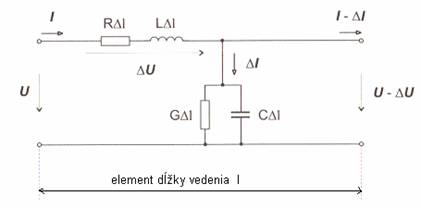 I
RΔl
LΔl
I - ΔI
ΔU
ΔI
U
U - ΔU
GΔl
CΔl
element dĺžky vedenia l